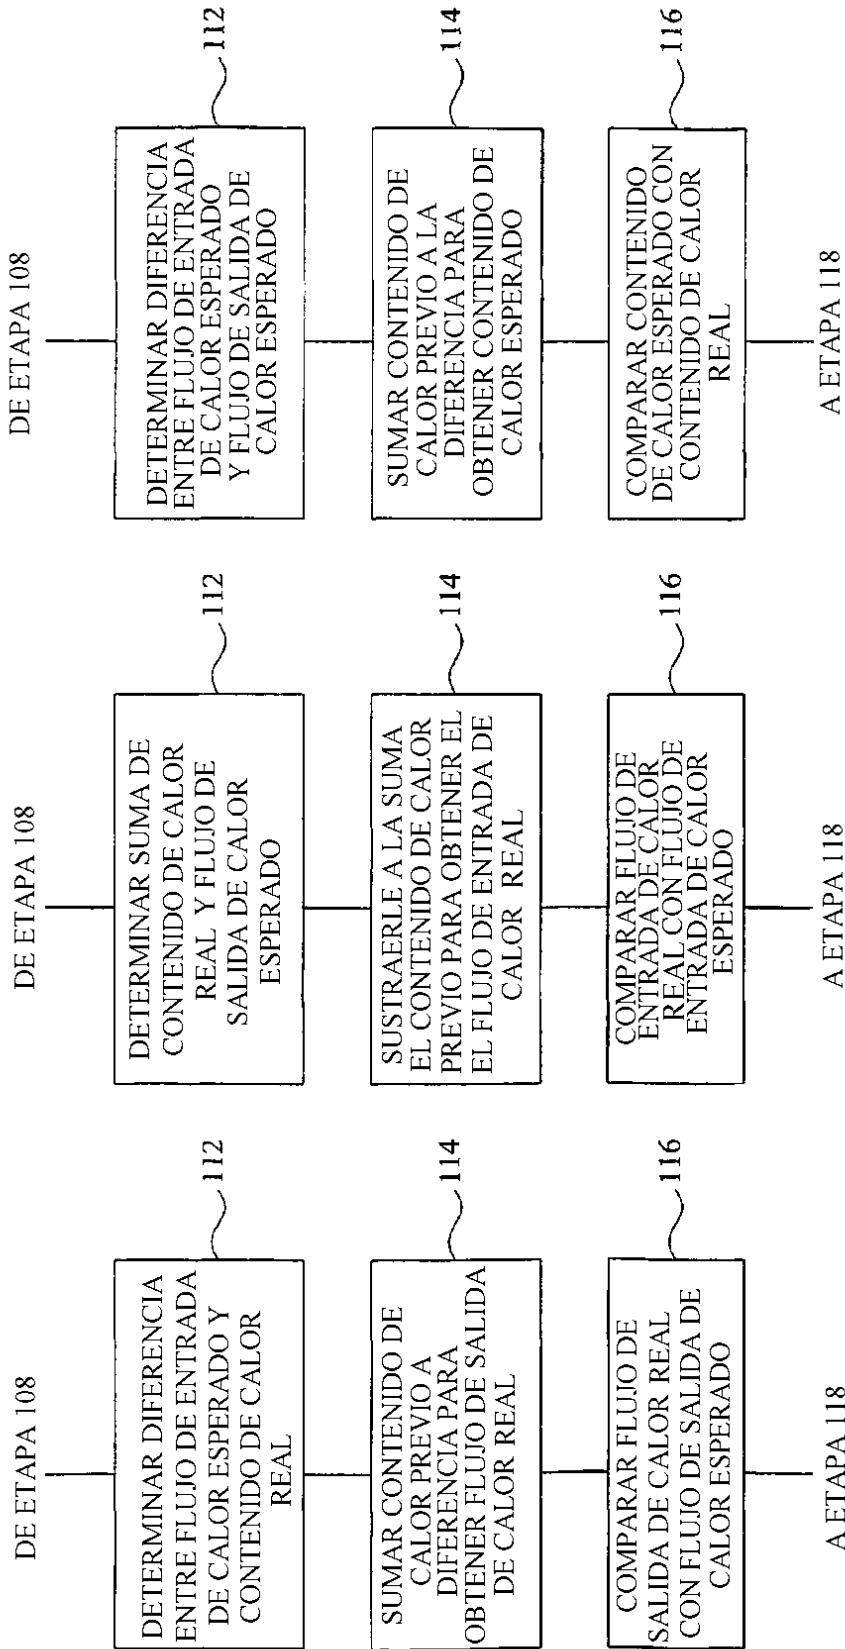 DE ETAPA 108
DETERMINAR DIFERENCIA
ENTRE FLUJO DE ENTRADA
DE CALOR ESPERADO Y
CONTENIDO DE CALOR
REAL
112
SUMAR CONTENIDO DE
CALOR PREVIO A
DIFERENCIA PARA
OBTENER FLUJO DE SALIDA
DE CALOR REAL
114
COMPARAR FLUJO DE
SALIDA DE CALOR REAL
CON FLUJO DE SALIDA DE
CALOR ESPERADO
116
A ETAPA 118
DE ETAPA 108
DETERMINAR SUMA DE
CONTENIDO DE CALOR
REAL Y FLUJO DE
SALIDA DE CALOR
ESPERADO
112
SUSTRAERLE A LA SUMA
EL CONTENIDO DE CALOR
PREVIO PARA OBTENER EL
EL FLUJO DE ENTRADA DE
CALOR REAL
114
COMPARAR FLUJO DE
ENTRADA DE CALOR
REAL CON FLUJO DE
ENTRADA DE CALOR
ESPERADO
116
A ETAPA 118
DE ETAPA 108
DETERMINAR DIFERENCIA
ENTRE FLUJO DE ENTRADA
DE CALOR ESPERADO
Y FLUJO DE SALIDA DE
CALOR ESPERADO
112
SUMAR CONTENIDO DE
CALOR PREVIO A LA
DIFERENCIA PARA
OBTENER CONTENIDO DE
CALOR ESPERADO
114
COMPARAR CONTENIDO
DE CALOR ESPERADO CON
CONTENIDO DE CALOR
REAL
116
A ETAPA 118